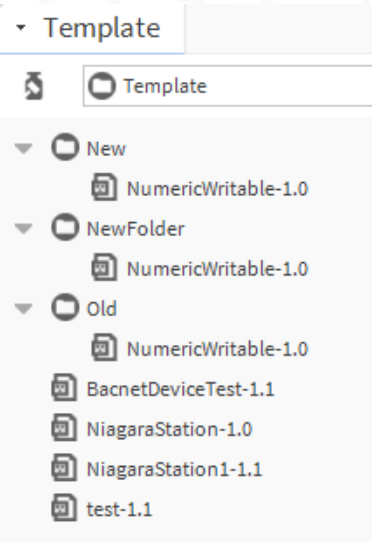 Template
Template
New
NumericWritable-1.0
NewFolder
NumericWritable-1.0
Old
NumericWritable-1.0
BacnetDeviceTest-1.1
NiagaraStation-1.0
NiagaraStation1-1.1
test-1.1